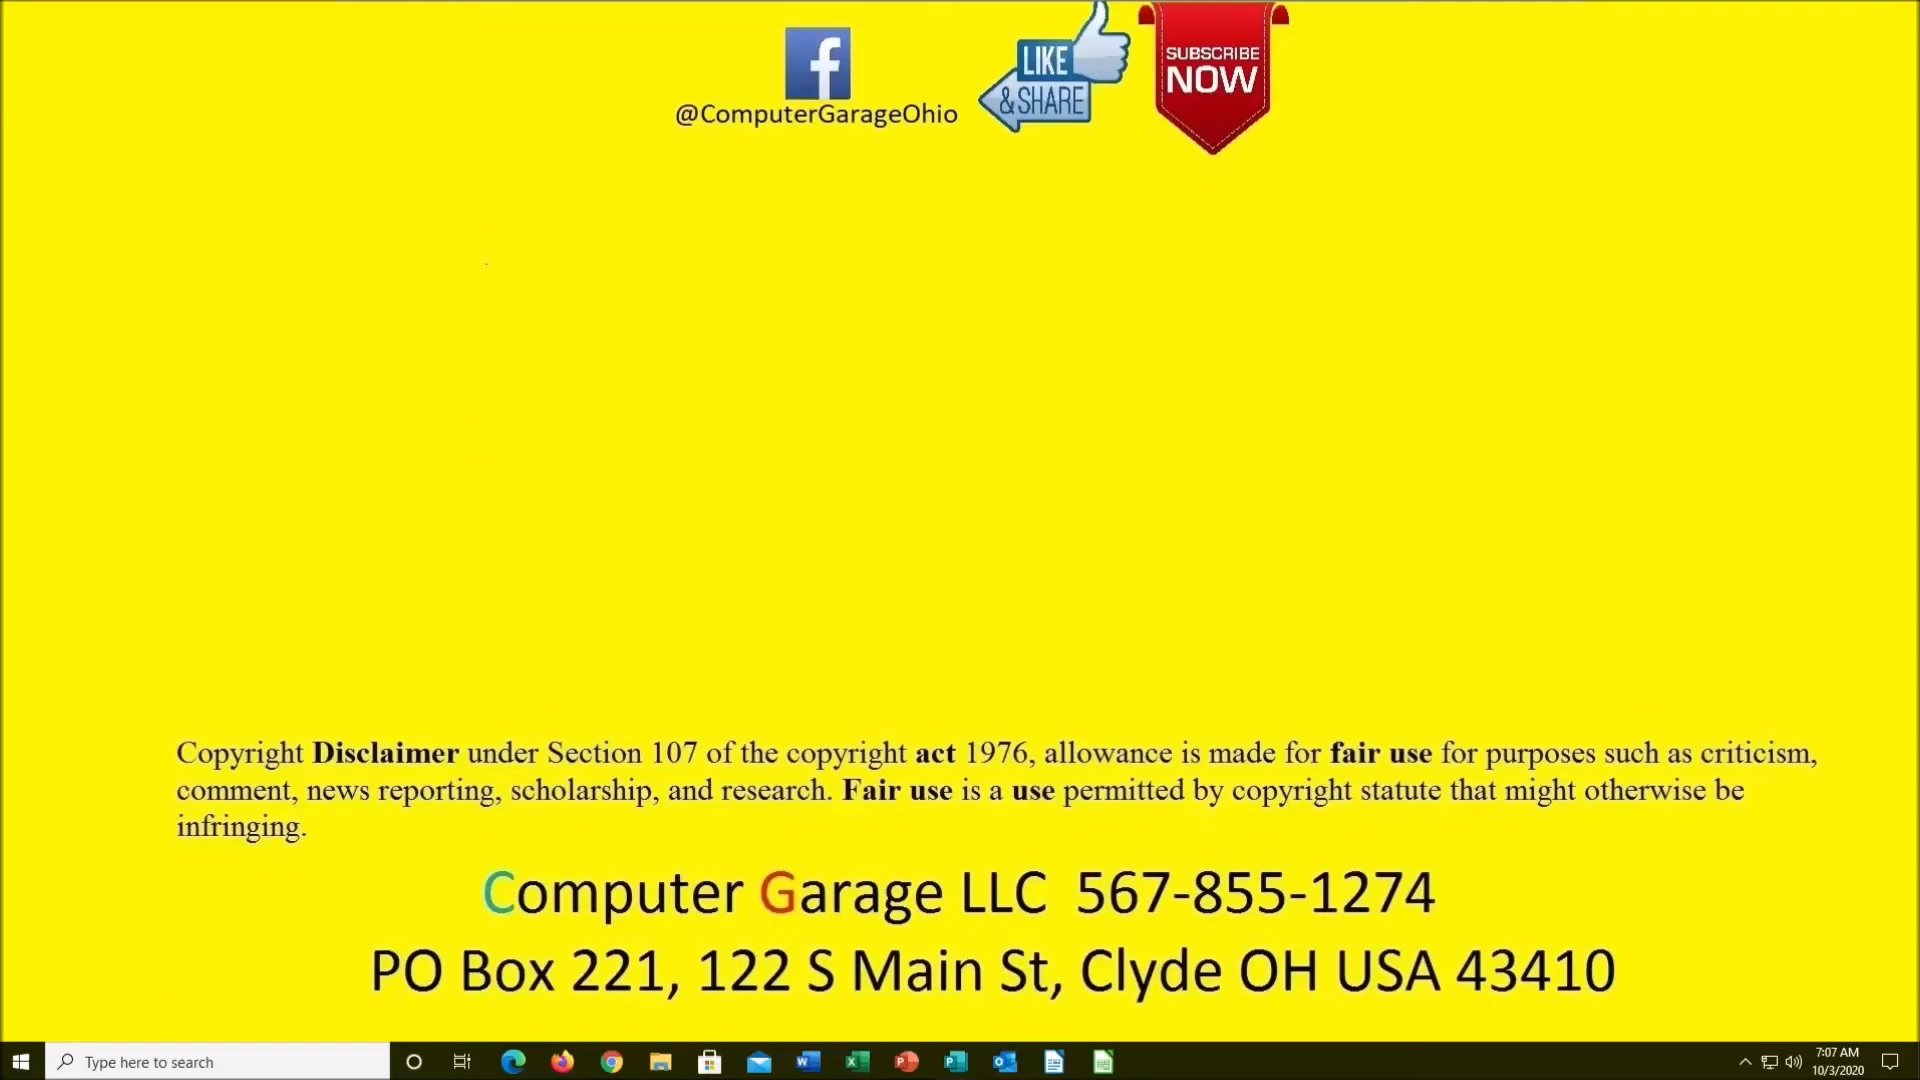 LIKE
& SHARE
SUBSCRIBE
NOW
@ComputerGarageOhio
Copyright Disclaimer under Section 107 of the copyright act 1976, allowance is made for fair use for purposes such as criticism,
comment, news reporting, scholarship, and research. Fair use is a use permitted by copyright statute that might otherwise be
infringing.
Computer Garage LLC 567-855-1274
PO Box 221, 122 S Main St, Clyde OH USA 43410
Type here to search
7:07 AM
10/3/2020